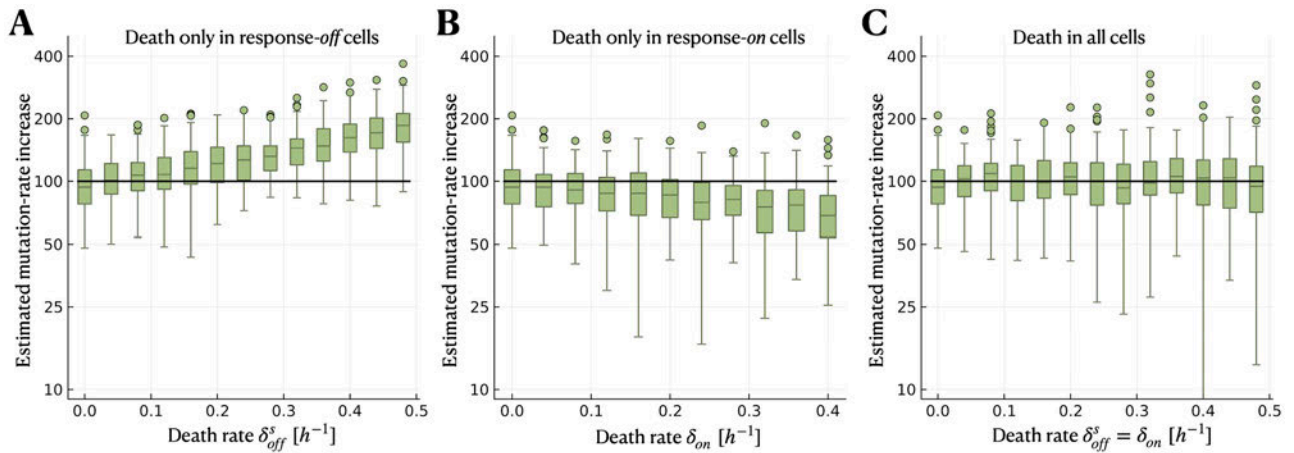 A
Death only in response-off cells
Estimated mutation-rate increase
400
200
100
50
25
10
0.0 0.1 0.2 0.3 0.4 0.5
Death rate δ^s_off [h⁻¹]
B
Death only in response-on cells
Estimated mutation-rate increase
400
200
100
50
25
10
0.0 0.1 0.2 0.3 0.4
Death rate δ_on [h⁻¹]
C
Death in all cells
Estimated mutation-rate increase
400
200
100
50
25
10
0.0 0.1 0.2 0.3 0.4 0.5
Death rate δ^s_off = δ_on [h⁻¹]